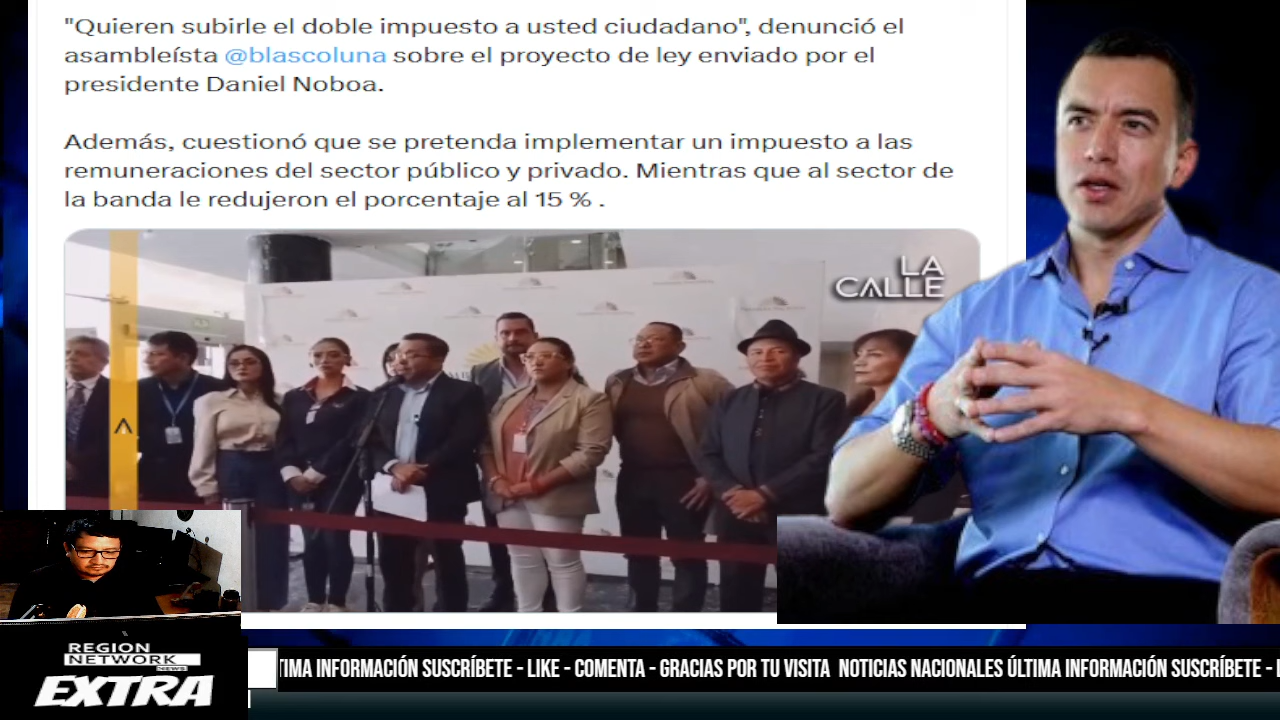 "Quieren subirle el doble impuesto a usted ciudadano", denunció el
asambleísta @blascoluna sobre el proyecto de ley enviado por el
presidente Daniel Noboa.
Además, cuestionó que se pretenda implementar un impuesto a las
remuneraciones del sector público y privado. Mientras que al sector de
la banda le redujeron el porcentaje al 15 % .
LA
CALLE
REGION
NETWORK
NEWS
EXTRA
TIMA INFORMACIÓN SUSCRÍBETE - LIKE - COMENTA - GRACIAS POR TU VISITA NOTICIAS NACIONALES ÚLTIMA INFORMACIÓN SUSCRÍBETE -